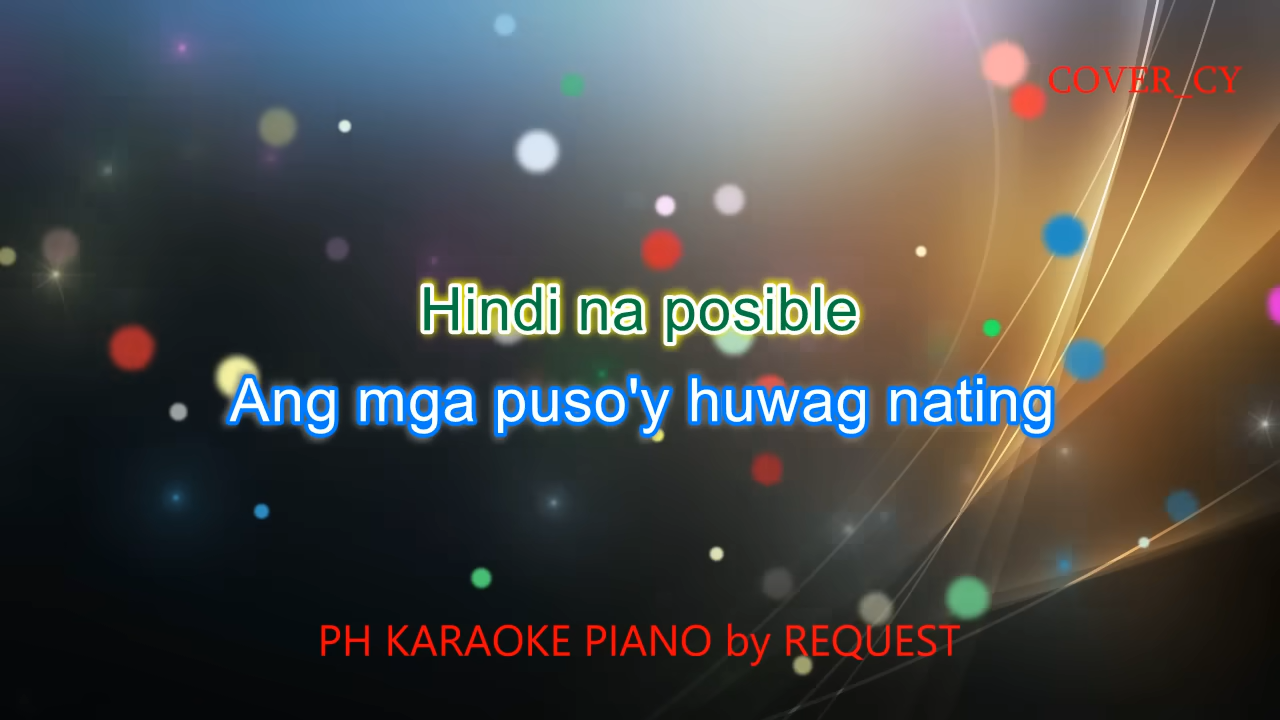 COVER_CY
Hindi na posible
Ang mga puso'y huwag nating
PH KARAOKE PIANO by REQUEST